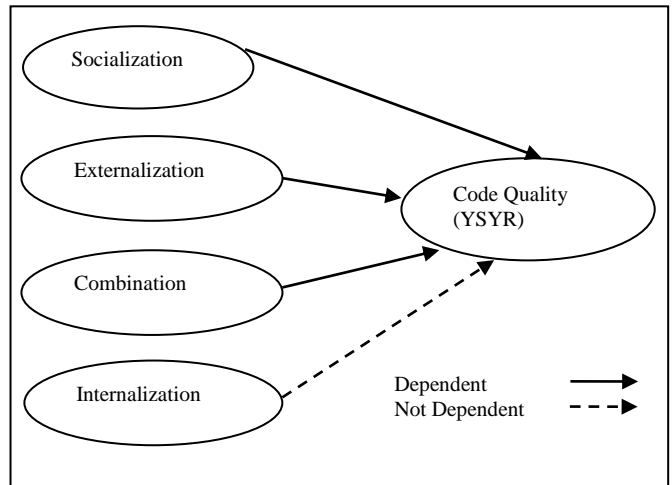 Socialization
Externalization
Code Quality
(YSYR)
Combination
Internalization
Dependent
Not Dependent